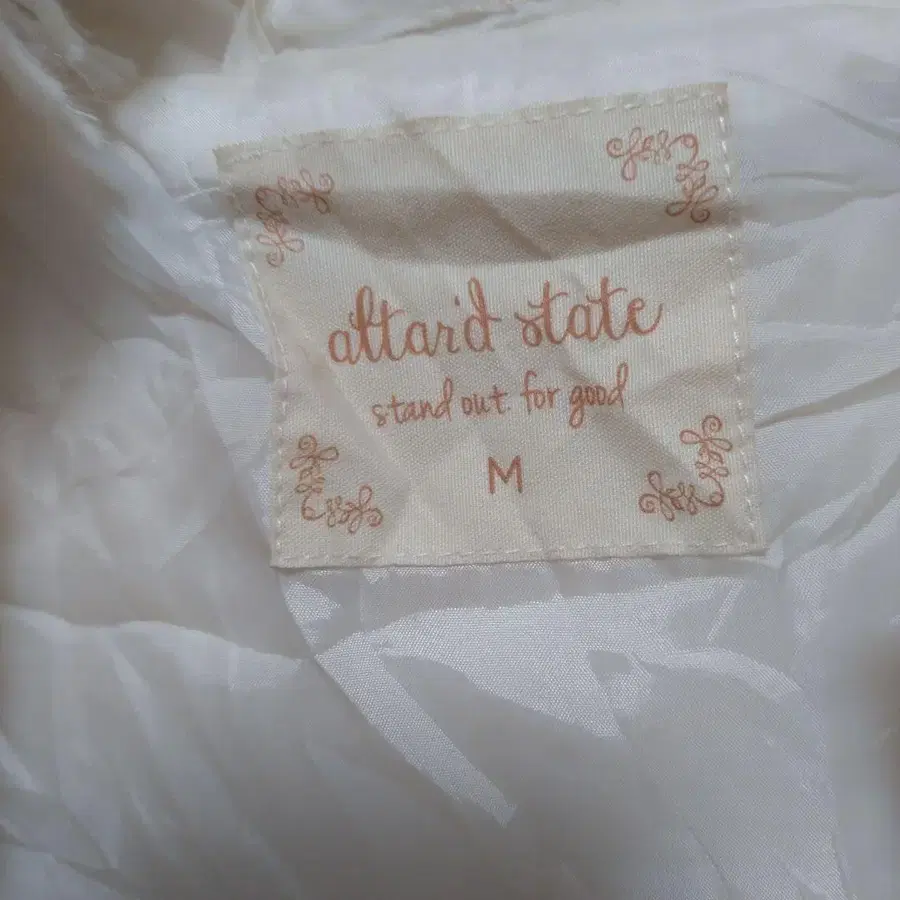 altar'd state
stand out. for good
M